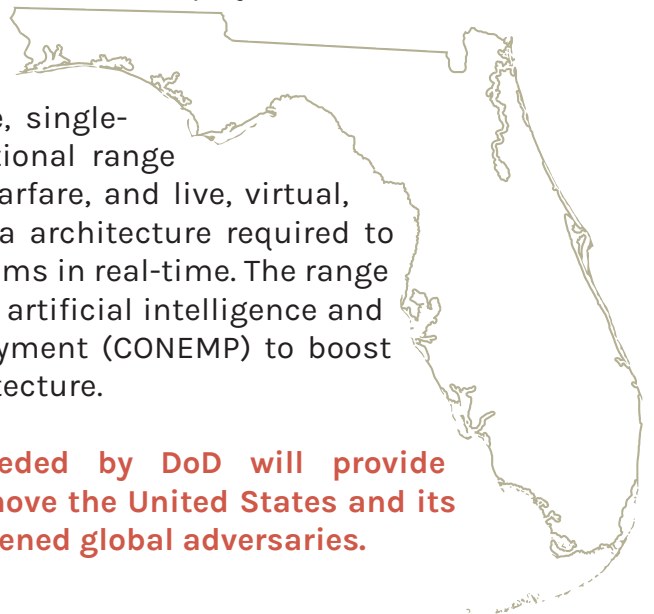 , single-
tional range
arfare, and live, virtual,
a architecture required to
ms in real-time. The range
artificial intelligence and
yment (CONEMP) to boost
tecture.
eded by DoD will provide
nove the United States and its
ened global adversaries.